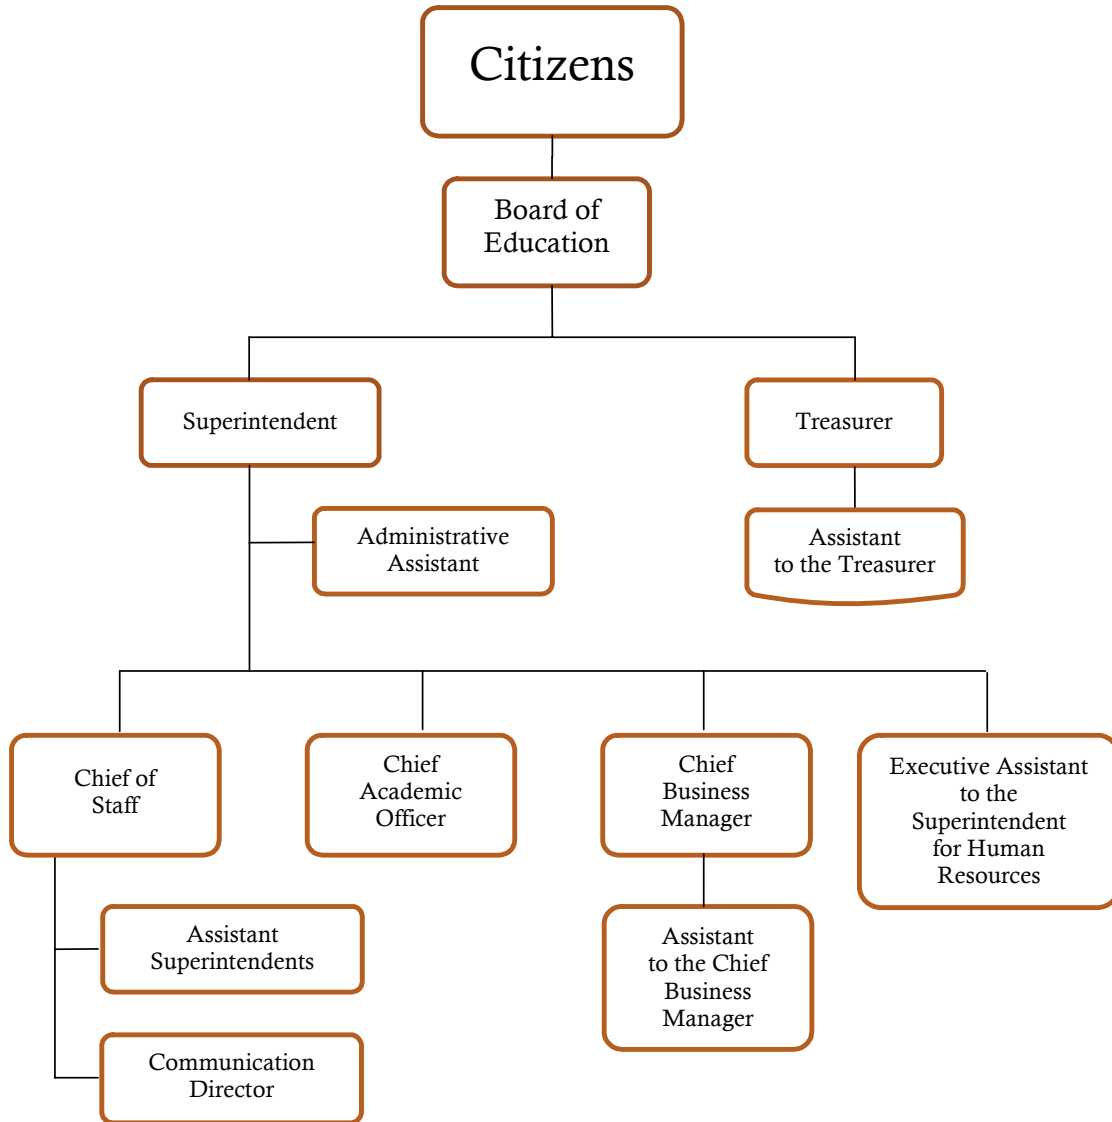 Citizens
Board of
Education
Superintendent
Treasurer
Administrative
Assistant
Assistant
to the Treasurer
Chief of
Staff
Chief
Academic
Officer
Chief
Business
Manager
Executive Assistant
to the
Superintendent
for Human
Resources
Assistant
Superintendents
Assistant
to the Chief
Business
Manager
Communication
Director